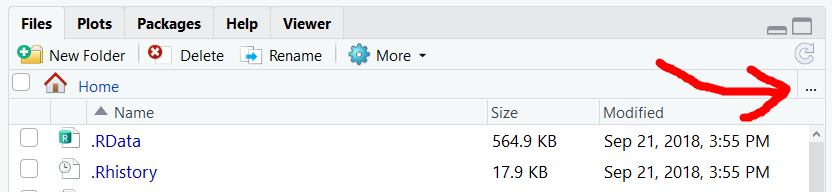 Files Plots Packages Help Viewer
New Folder Delete Rename More
Home ...
Name Size Modified
.RData 564.9 KB Sep 21, 2018, 3:55 PM
.Rhistory 17.9 KB Sep 21, 2018, 3:55 PM